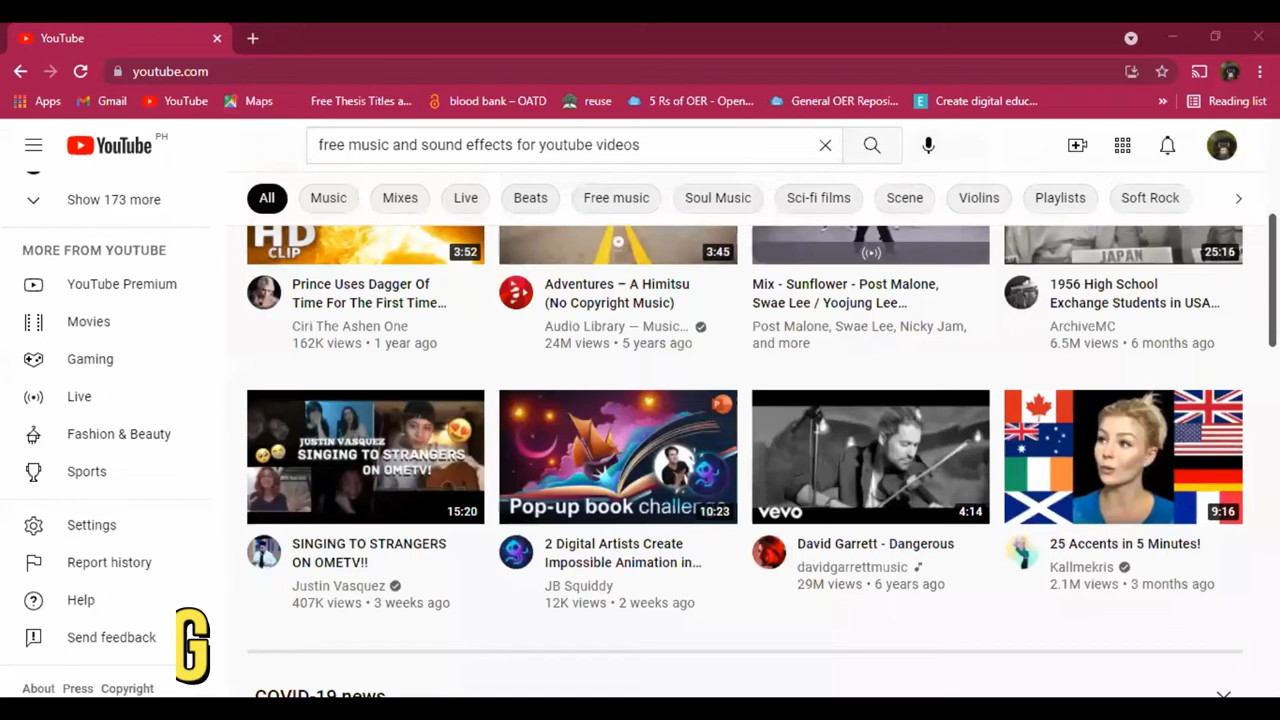 YouTube
youtube.com
Apps Gmail YouTube Maps Free Thesis Titles a... blood bank – OATD reuse 5 Rs of OER - Open... General OER Reposi... Create digital educ... » Reading list
YouTube PH
free music and sound effects for youtube videos
Show 173 more
All Music Mixes Live Beats Free music Soul Music Sci-fi films Scene Violins Playlists Soft Rock
MORE FROM YOUTUBE
YouTube Premium
Movies
Gaming
Live
Fashion & Beauty
Sports
Settings
Report history
Help
Send feedback
About Press Copyright
G
HD
CLIP
3:52
Prince Uses Dagger Of
Time For The First Time...
Ciri The Ashen One
162K views • 1 year ago
3:45
Adventures – A Himitsu
(No Copyright Music)
Audio Library — Music...
24M views • 5 years ago
Mix - Sunflower - Post Malone,
Swae Lee / Yoojung Lee...
Post Malone, Swae Lee, Nicky Jam,
and more
JAPAN
25:16
1956 High School
Exchange Students in USA...
ArchiveMC
6.5M views • 6 months ago
JUSTIN VASQUEZ
SINGING TO STRANGERS
ON OMETV!
15:20
SINGING TO STRANGERS
ON OMETV!!
Justin Vasquez
407K views • 3 weeks ago
Pop-up book challenge
10:23
2 Digital Artists Create
Impossible Animation in...
JB Squiddy
12K views • 2 weeks ago
vevo
4:14
David Garrett - Dangerous
davidgarrettmusic
29M views • 6 years ago
9:16
25 Accents in 5 Minutes!
Kallmekris
2.1M views • 3 months ago
COVID-19 news